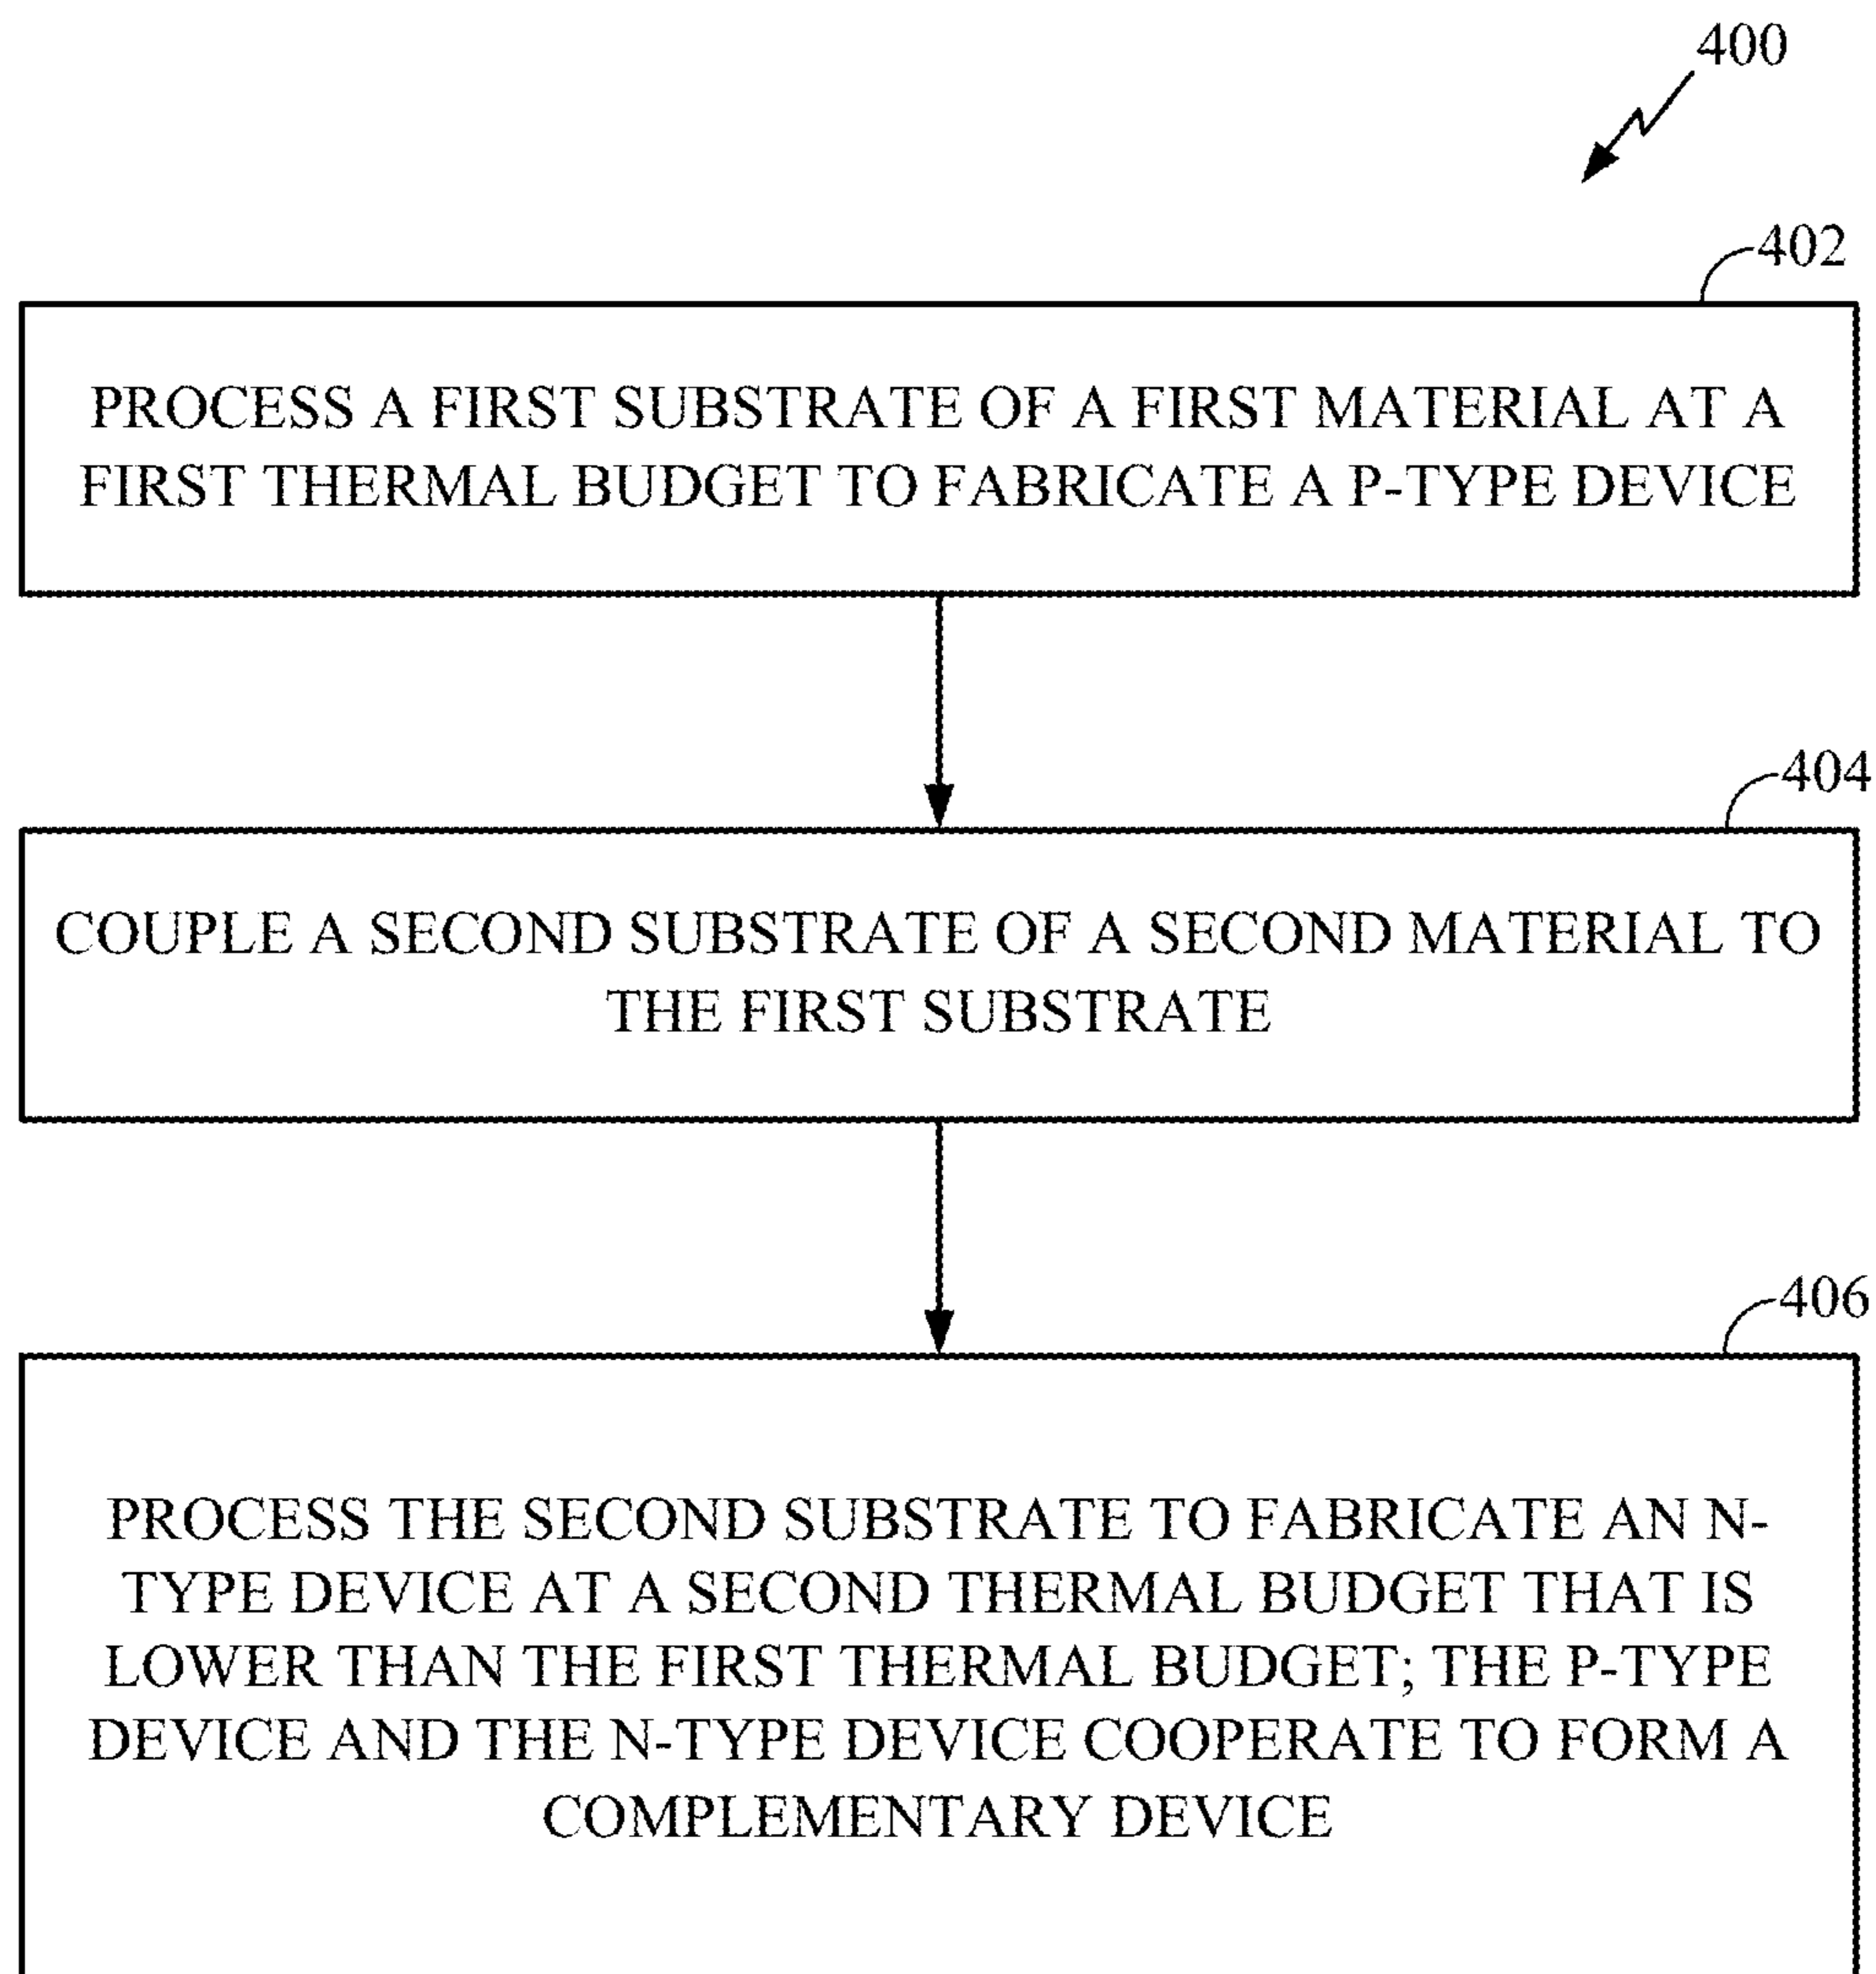 400
402
PROCESS A FIRST SUBSTRATE OF A FIRST MATERIAL AT A
FIRST THERMAL BUDGET TO FABRICATE A P-TYPE DEVICE
404
COUPLE A SECOND SUBSTRATE OF A SECOND MATERIAL TO
THE FIRST SUBSTRATE
406
PROCESS THE SECOND SUBSTRATE TO FABRICATE AN N-
TYPE DEVICE AT A SECOND THERMAL BUDGET THAT IS
LOWER THAN THE FIRST THERMAL BUDGET; THE P-TYPE
DEVICE AND THE N-TYPE DEVICE COOPERATE TO FORM A
COMPLEMENTARY DEVICE